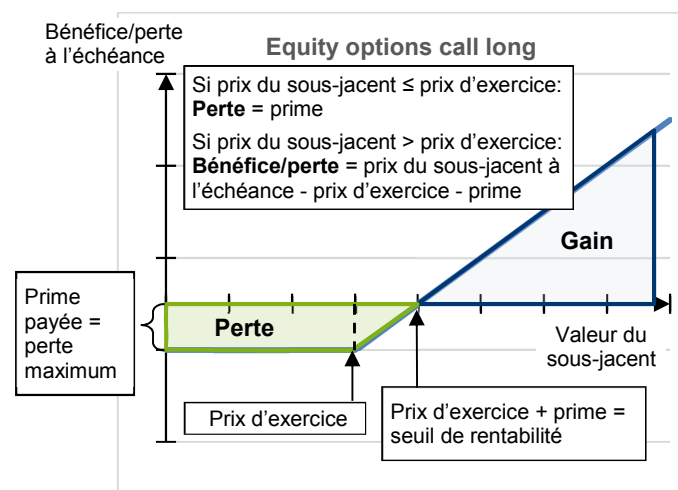 Bénéfice/perte
à l’échéance
Equity options call long
Si prix du sous-jacent ≤ prix d’exercice:
Perte = prime
Si prix du sous-jacent > prix d’exercice:
Bénéfice/perte = prix du sous-jacent à
l’échéance - prix d’exercice - prime
Gain
Prime
payée =
perte
maximum
Perte
Valeur du
sous-jacent
Prix d’exercice
Prix d’exercice + prime =
seuil de rentabilité